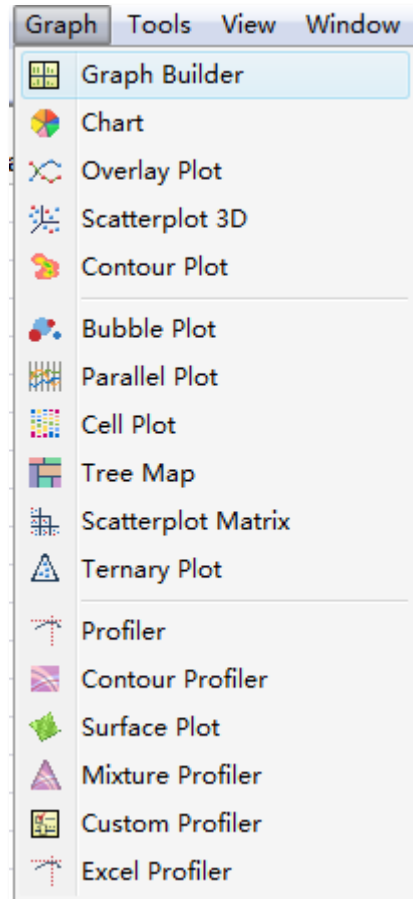 Graph Tools View Window
Graph Builder
Chart
Overlay Plot
Scatterplot 3D
Contour Plot
Bubble Plot
Parallel Plot
Cell Plot
Tree Map
Scatterplot Matrix
Ternary Plot
Profiler
Contour Profiler
Surface Plot
Mixture Profiler
Custom Profiler
Excel Profiler